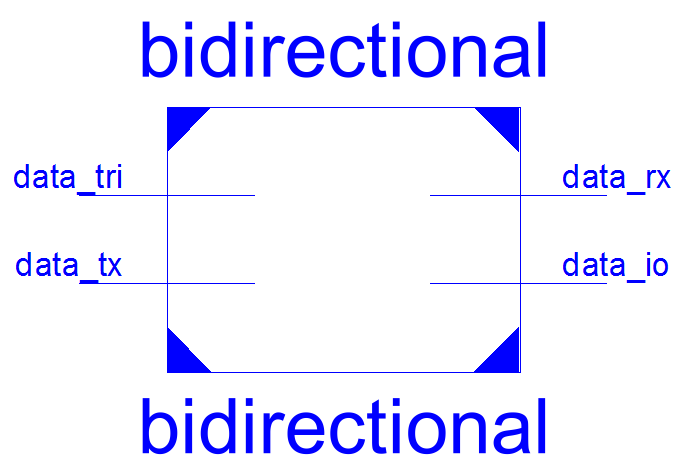 bidirectional
data_tri
data_rx
data_tx
data_io
bidirectional